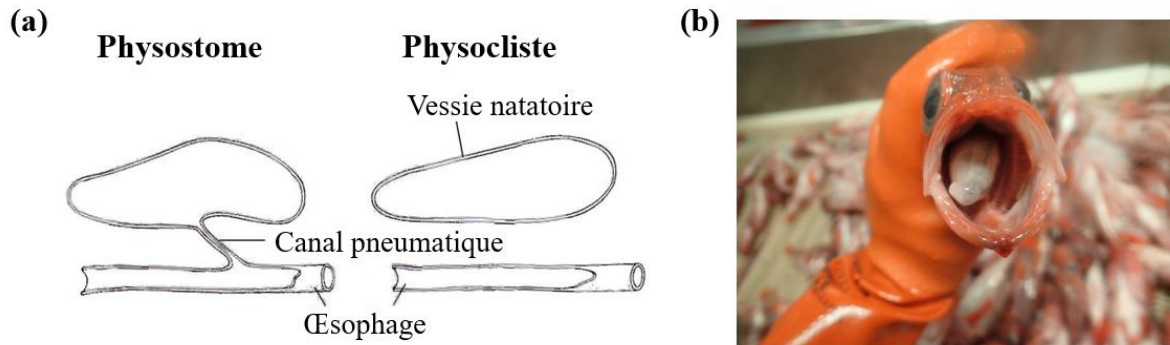 (a)
Physostome
Physocliste
Vessie natatoire
Canal pneumatique
Œsophage
(b)